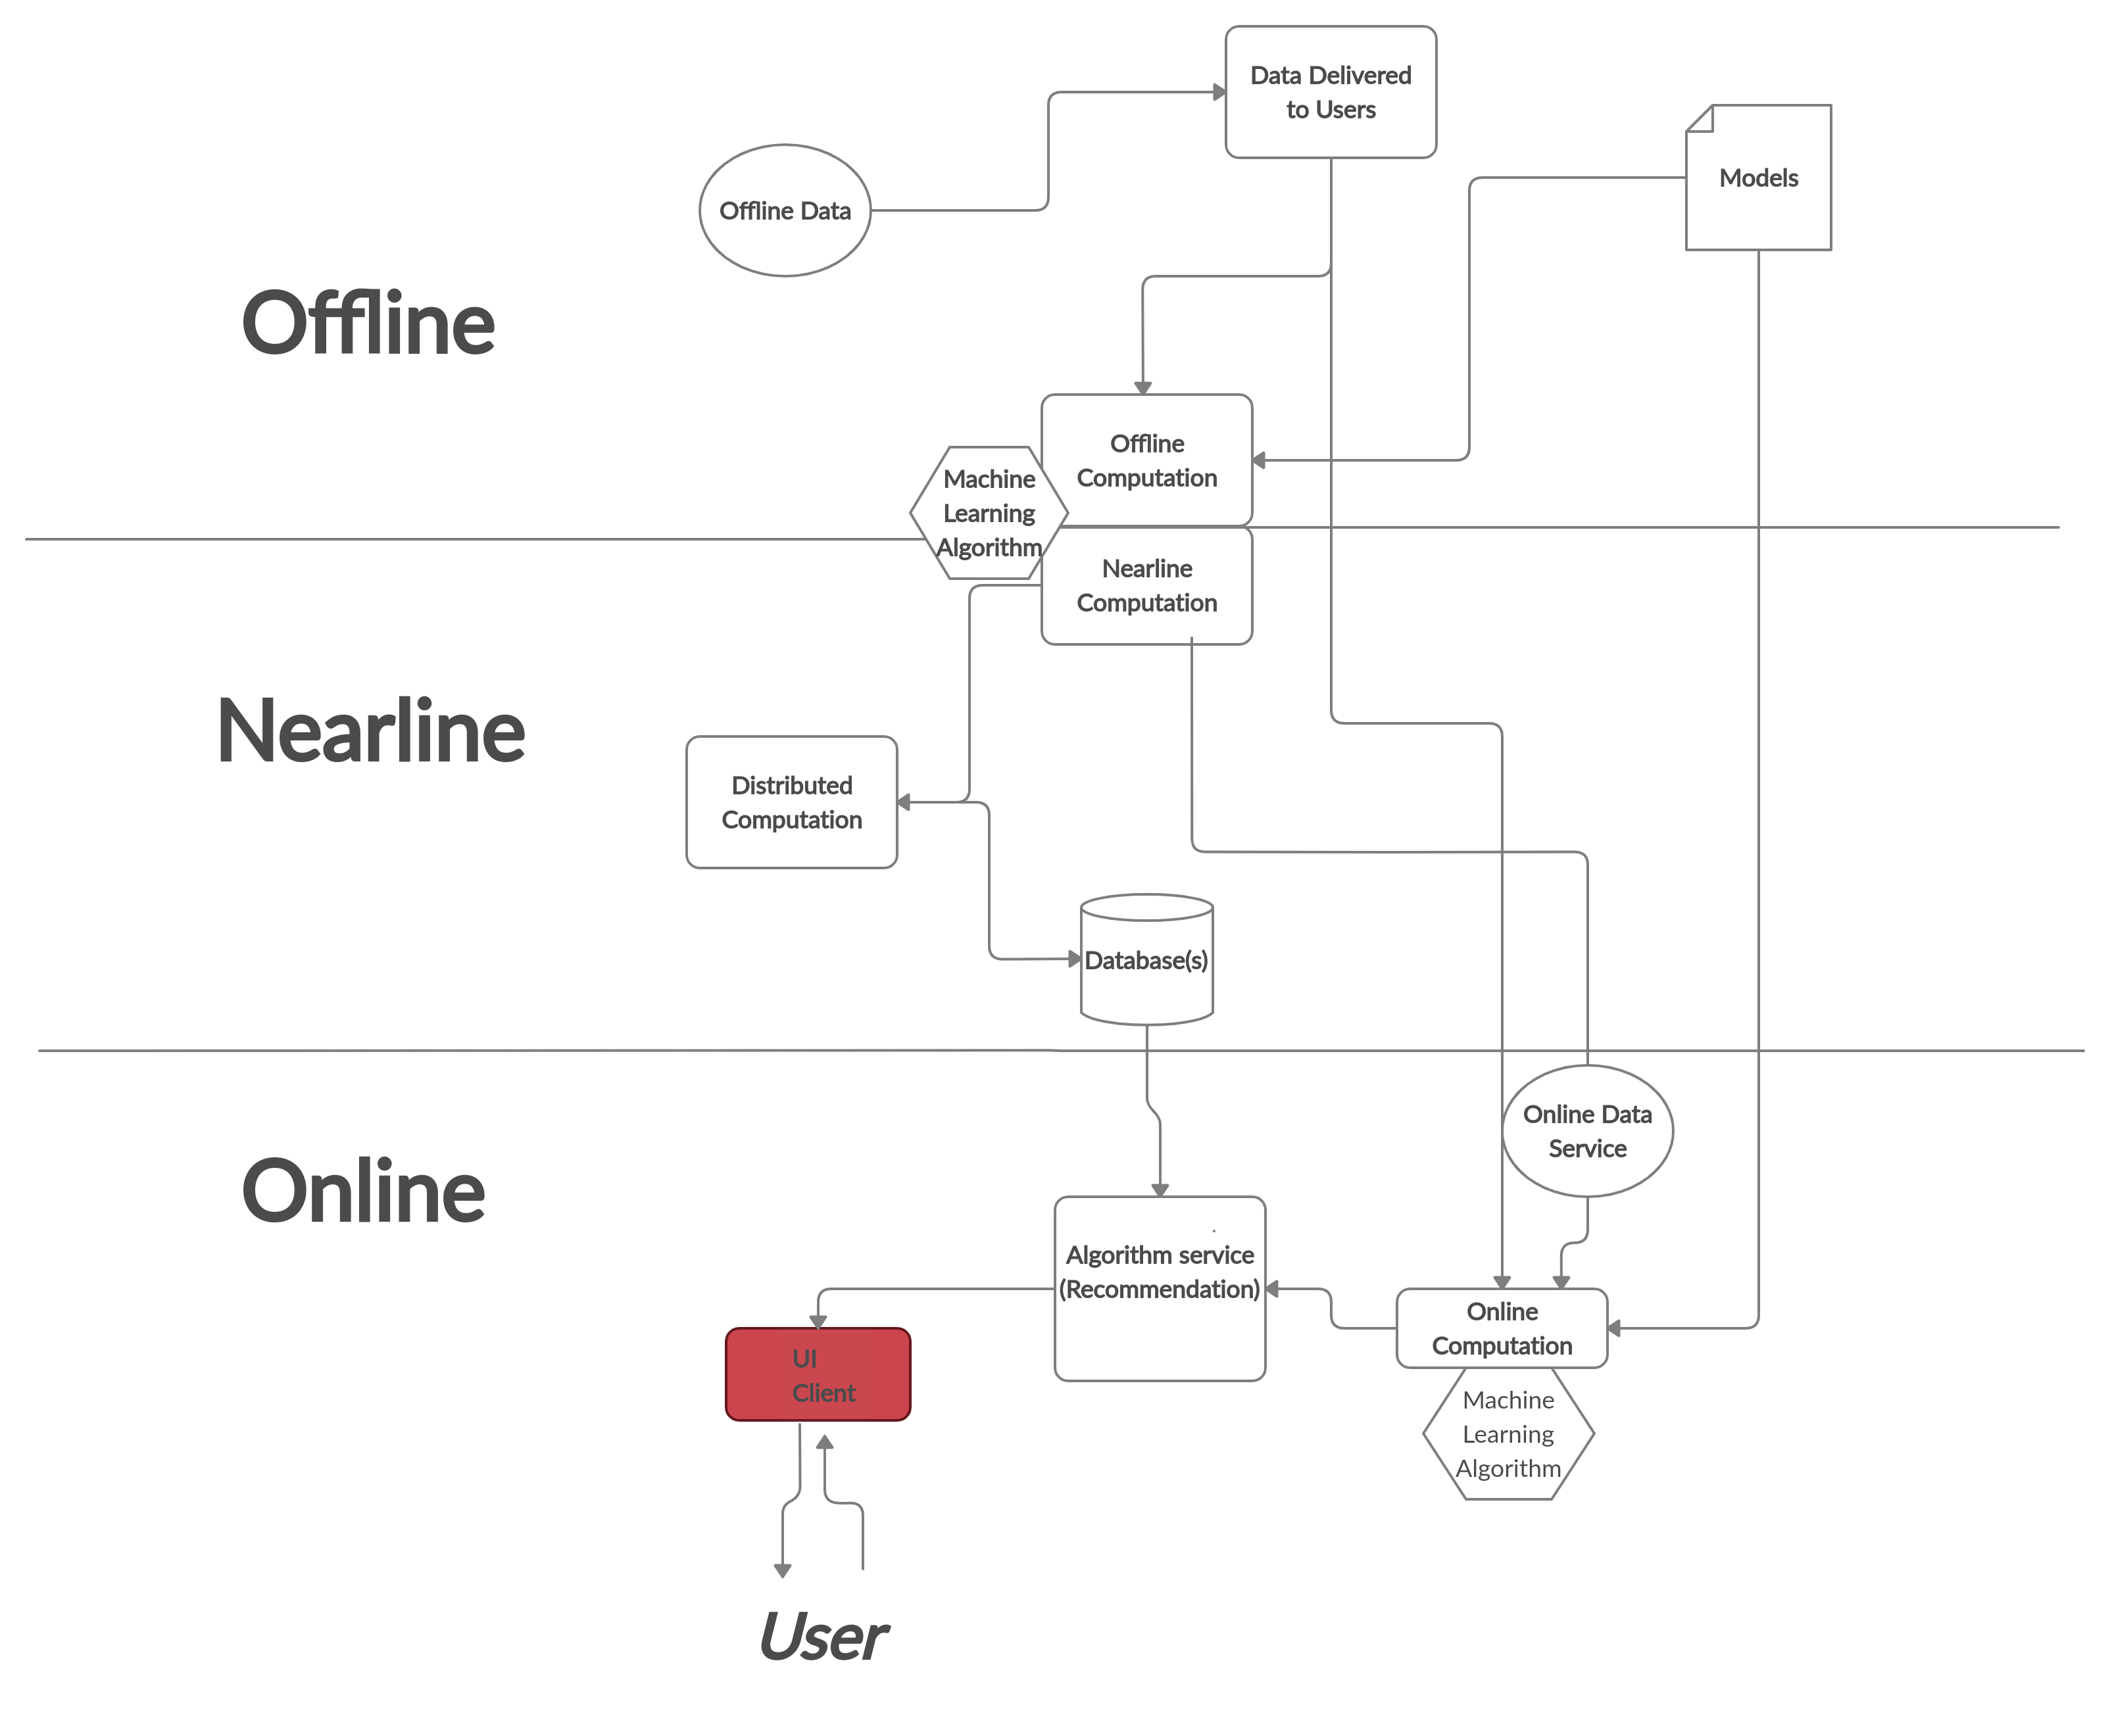 Data Delivered
to Users
Models
Offline Data
Offline
Offline
Computation
Machine
Learning
Algorithm
Nearline
Computation
Nearline
Distributed
Computation
Database(s)
Online Data
Service
Online
Algorithm service
(Recommendation)
Online
Computation
UI
Client
Machine
Learning
Algorithm
User